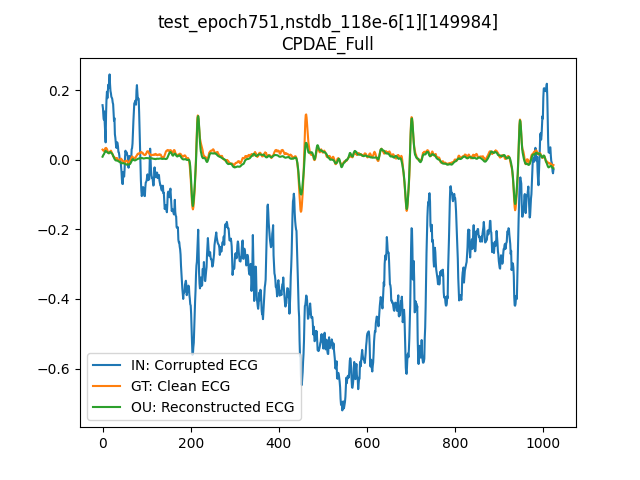 test_epoch751,nstdb_118e-6[1][149984]
CPDAE_Full
0.2
0.0
−0.2
−0.4
−0.6
IN: Corrupted ECG
GT: Clean ECG
OU: Reconstructed ECG
0 200 400 600 800 1000